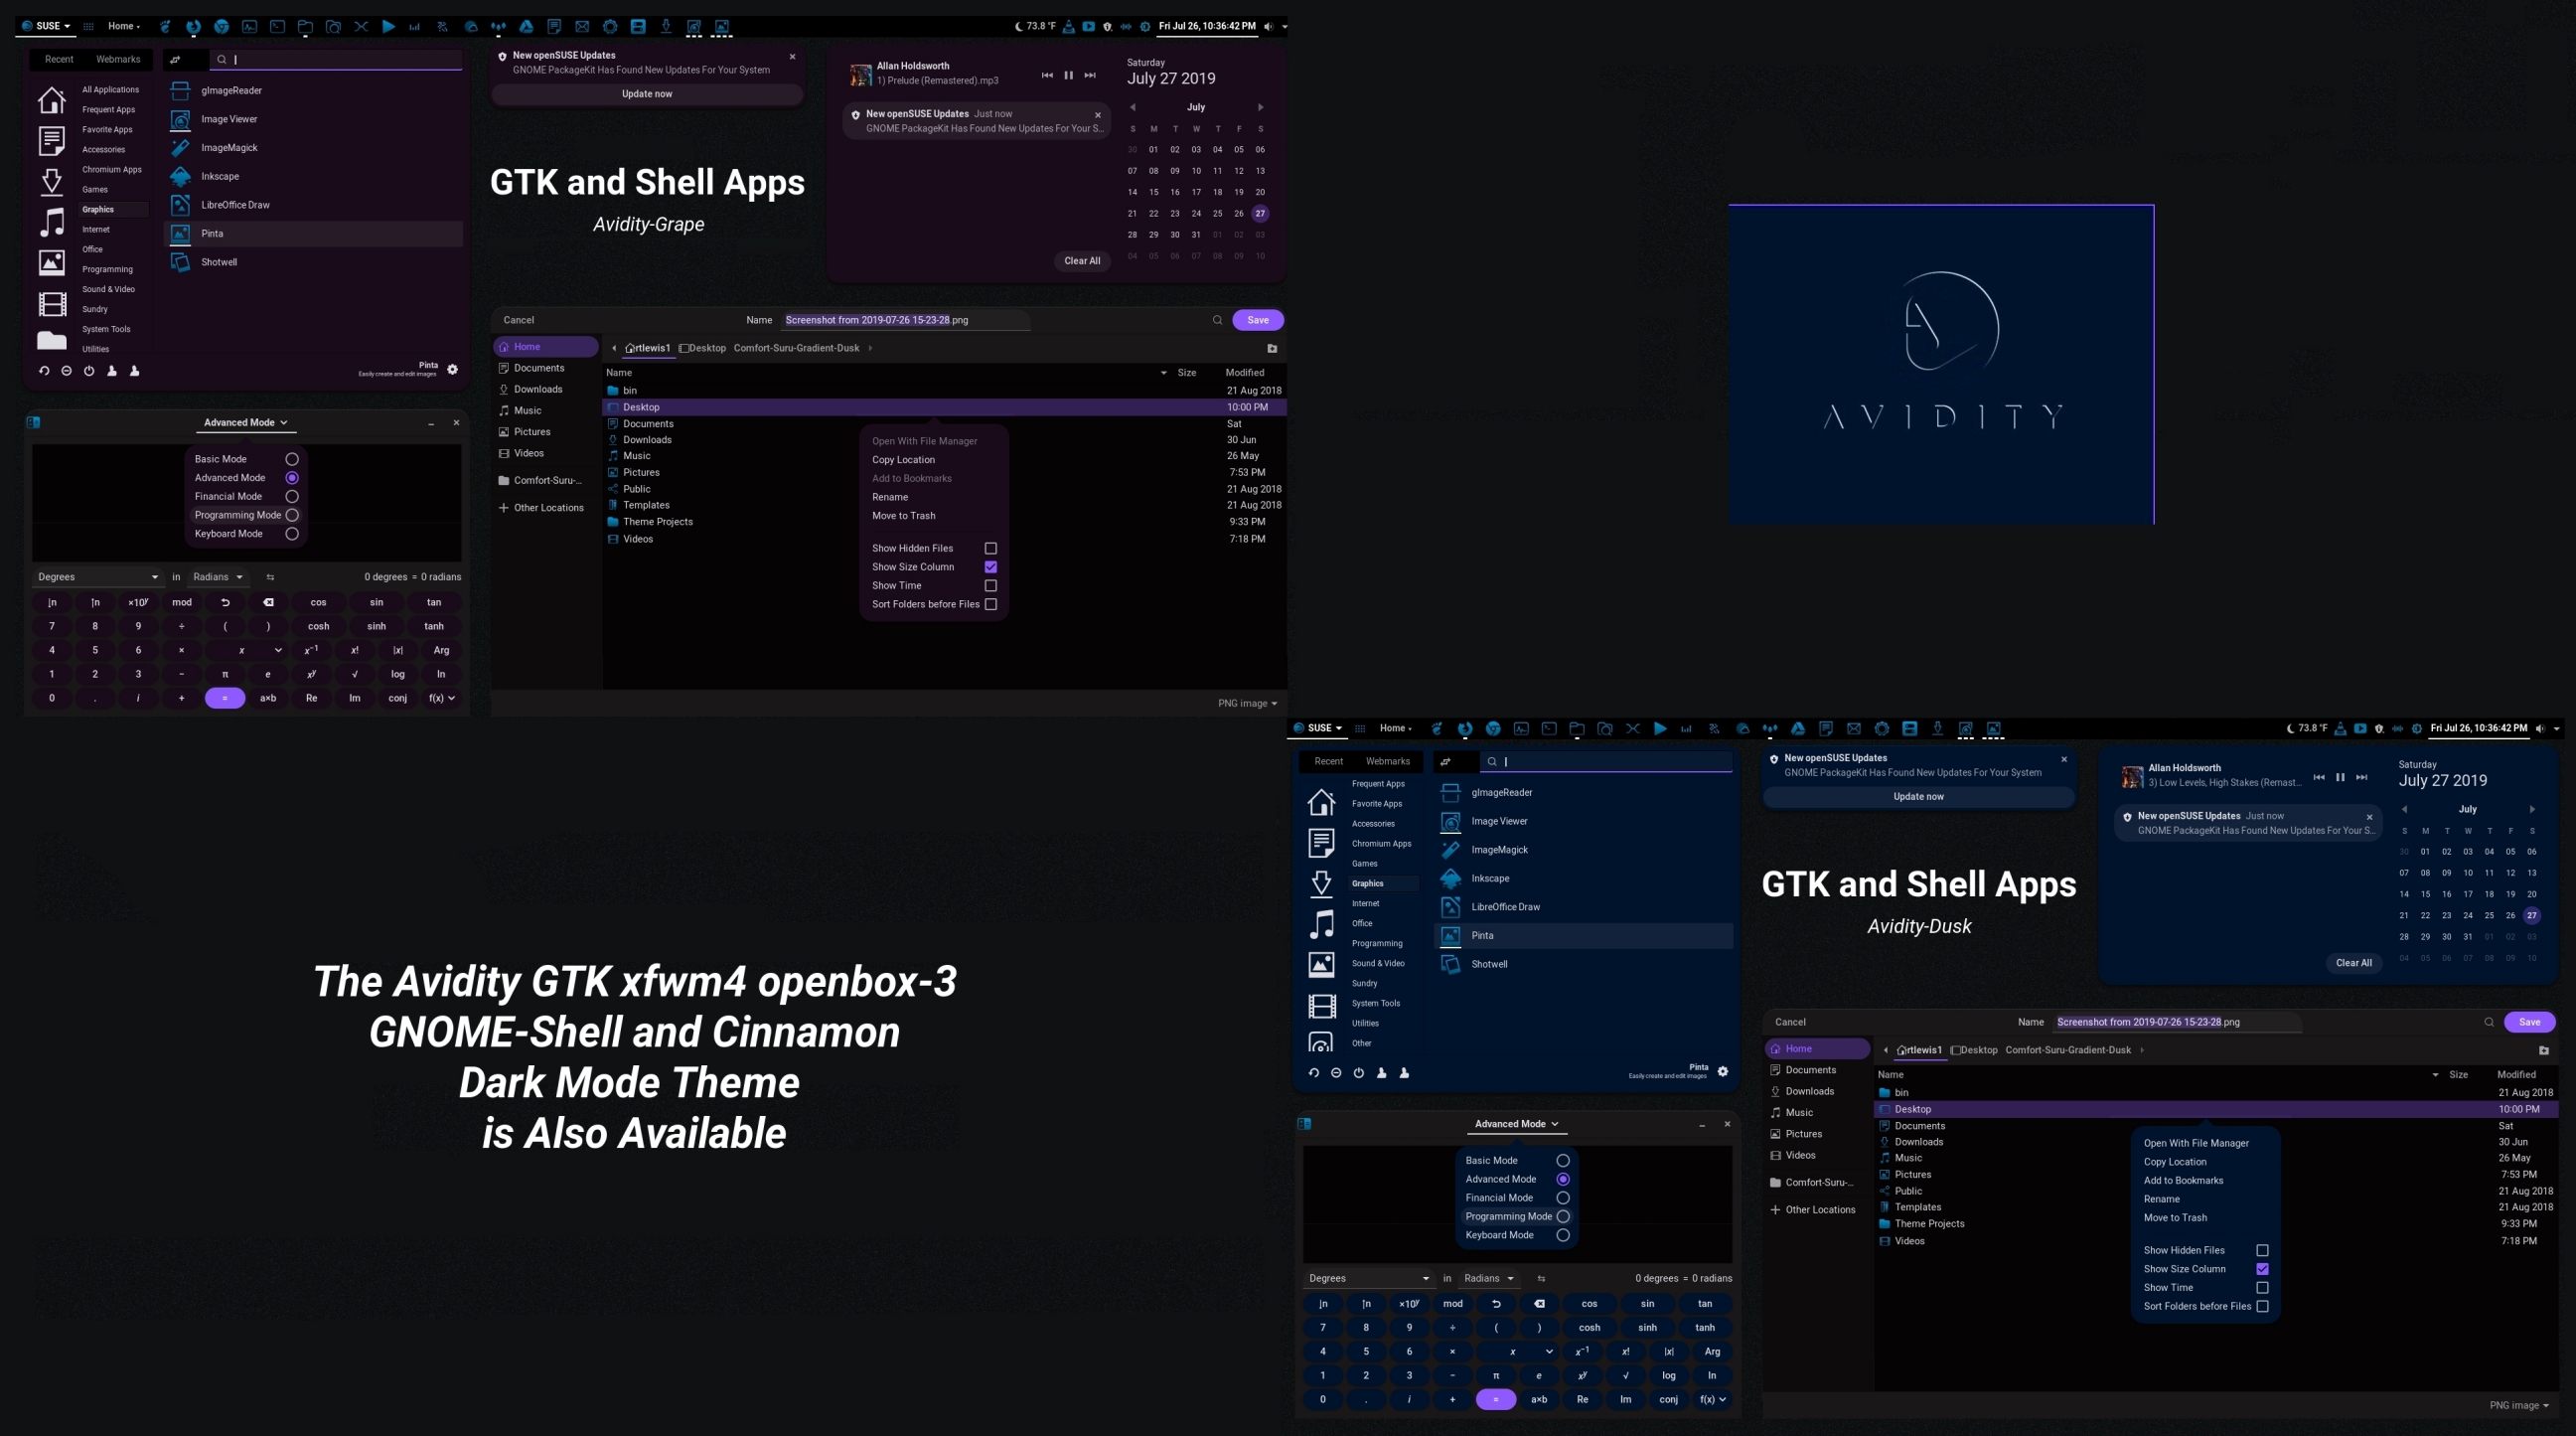 SUSE
Home
73.8 °F
Fri Jul 26, 10:36:42 PM
Recent
Webmarks
All Applications
Frequent Apps
Favorite Apps
Accessories
Chromium Apps
Games
Graphics
Internet
Office
Programming
Sound & Video
Sundry
System Tools
Utilities
gImageReader
Image Viewer
ImageMagick
Inkscape
LibreOffice Draw
Pinta
Shotwell
Pinta
Easily create and edit images
New openSUSE Updates
GNOME PackageKit Has Found New Updates For Your System
Update now
GTK and Shell Apps
Avidity-Grape
Allan Holdsworth
1) Prelude (Remastered).mp3
New openSUSE Updates Just now
GNOME PackageKit Has Found New Updates For Your S...
Clear All
Saturday
July 27 2019
July
S M T W T F S
30 01 02 03 04 05 06
07 08 09 10 11 12 13
14 15 16 17 18 19 20
21 22 23 24 25 26 27
28 29 30 31 01 02 03
04 05 06 07 08 09 10
Advanced Mode
Basic Mode
Advanced Mode
Financial Mode
Programming Mode
Keyboard Mode
Degrees in Radians 0 degrees = 0 radians
↓n ↑n ×10ʸ mod cos sin tan
7 8 9 ÷ ( ) cosh sinh tanh
4 5 6 × x x⁻¹ x! |x| Arg
1 2 3 − π e xʸ √ log ln
0 . i + = a×b Re Im conj f(x)
Cancel Name Screenshot from 2019-07-26 15-23-28.png Save
Home
Documents
Downloads
Music
Pictures
Videos
Comfort-Suru-...
Other Locations
rtlewis1 Desktop Comfort-Suru-Gradient-Dusk
Name Size Modified
bin 21 Aug 2018
Desktop 10:00 PM
Documents Sat
Downloads 30 Jun
Music 26 May
Pictures 7:53 PM
Public 21 Aug 2018
Templates 21 Aug 2018
Theme Projects 9:33 PM
Videos 7:18 PM
Open With File Manager
Copy Location
Add to Bookmarks
Rename
Move to Trash
Show Hidden Files
Show Size Column
Show Time
Sort Folders before Files
PNG image
AVIDITY
The Avidity GTK xfwm4 openbox-3
GNOME-Shell and Cinnamon
Dark Mode Theme
is Also Available
SUSE
Home
73.8 °F
Fri Jul 26, 10:36:42 PM
Recent
Webmarks
Frequent Apps
Favorite Apps
Accessories
Chromium Apps
Games
Graphics
Internet
Office
Programming
Sound & Video
Sundry
System Tools
Utilities
Other
gImageReader
Image Viewer
ImageMagick
Inkscape
LibreOffice Draw
Pinta
Shotwell
Pinta
Easily create and edit images
New openSUSE Updates
GNOME PackageKit Has Found New Updates For Your System
Update now
GTK and Shell Apps
Avidity-Dusk
Allan Holdsworth
3) Low Levels, High Stakes (Remast...
New openSUSE Updates Just now
GNOME PackageKit Has Found New Updates For Your S...
Clear All
Saturday
July 27 2019
July
S M T W T F S
30 01 02 03 04 05 06
07 08 09 10 11 12 13
14 15 16 17 18 19 20
21 22 23 24 25 26 27
28 29 30 31 01 02 03
04 05 06 07 08 09 10
Advanced Mode
Basic Mode
Advanced Mode
Financial Mode
Programming Mode
Keyboard Mode
Degrees in Radians 0 degrees = 0 radians
↓n ↑n ×10ʸ mod cos sin tan
7 8 9 ÷ ( ) cosh sinh tanh
4 5 6 × x x⁻¹ x! |x| Arg
1 2 3 − π e xʸ √ log ln
0 . i + = a×b Re Im conj f(x)
Cancel Name Screenshot from 2019-07-26 15-23-28.png Save
Home
Documents
Downloads
Music
Pictures
Videos
Comfort-Suru-...
Other Locations
rtlewis1 Desktop Comfort-Suru-Gradient-Dusk
Name Size Modified
bin 21 Aug 2018
Desktop 10:00 PM
Documents Sat
Downloads 30 Jun
Music 26 May
Pictures 7:53 PM
Public 21 Aug 2018
Templates 21 Aug 2018
Theme Projects 9:33 PM
Videos 7:18 PM
Open With File Manager
Copy Location
Add to Bookmarks
Rename
Move to Trash
Show Hidden Files
Show Size Column
Show Time
Sort Folders before Files
PNG image